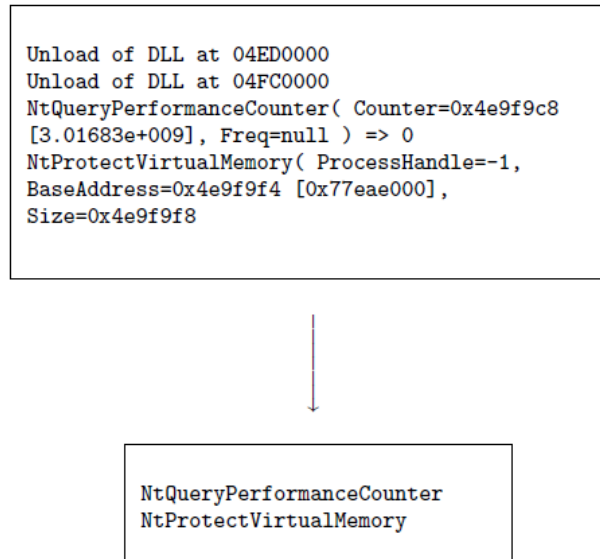 Unload of DLL at 04ED0000
Unload of DLL at 04FC0000
NtQueryPerformanceCounter( Counter=0x4e9f9c8
[3.01683e+009], Freq=null ) => 0
NtProtectVirtualMemory( ProcessHandle=-1,
BaseAddress=0x4e9f9f4 [0x77eae000],
Size=0x4e9f9f8
NtQueryPerformanceCounter
NtProtectVirtualMemory